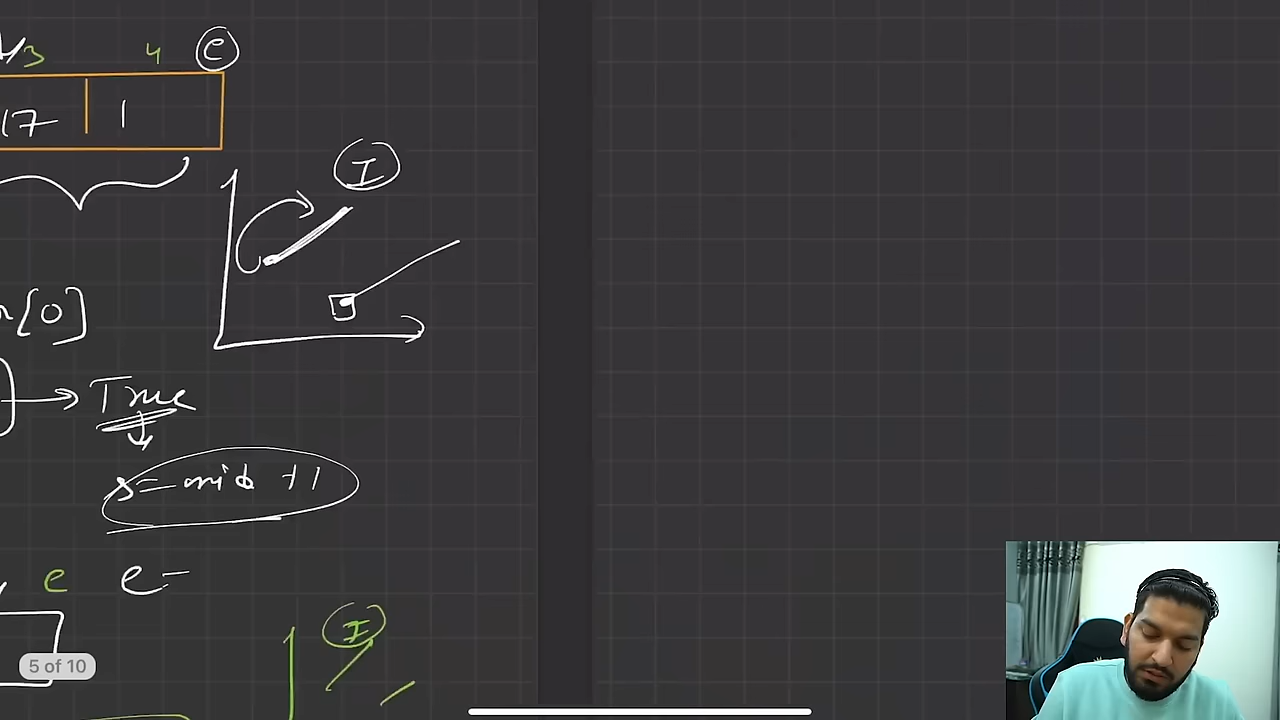 3 4 e
17 1
I
[0]
True
s = mid + 1
e e =
I
5 of 10